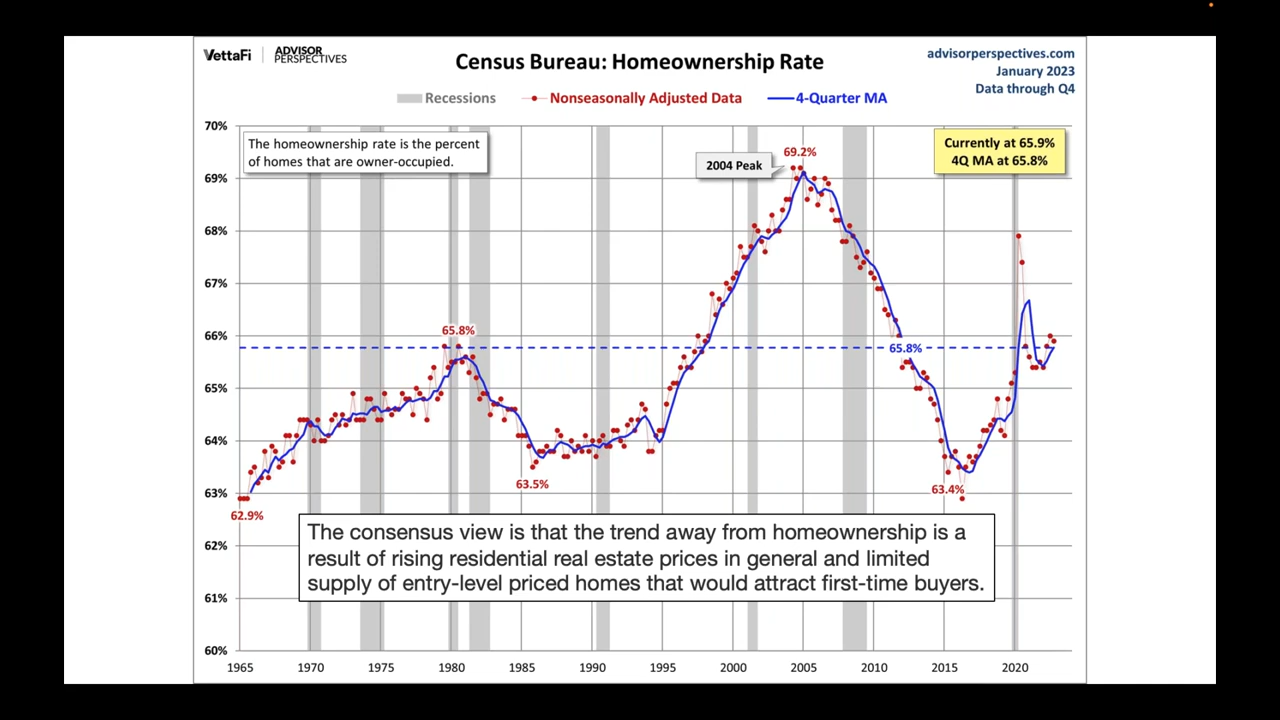 VettaFi
ADVISOR
PERSPECTIVES
Census Bureau: Homeownership Rate
advisorperspectives.com
January 2023
Data through Q4
Recessions
Nonseasonally Adjusted Data
4-Quarter MA
70%
69%
68%
67%
66%
65%
64%
63%
62%
61%
60%
The homeownership rate is the percent
of homes that are owner-occupied.
2004 Peak
69.2%
Currently at 65.9%
4Q MA at 65.8%
65.8%
65.8%
63.5%
63.4%
62.9%
The consensus view is that the trend away from homeownership is a
result of rising residential real estate prices in general and limited
supply of entry-level priced homes that would attract first-time buyers.
1965
1970
1975
1980
1985
1990
1995
2000
2005
2010
2015
2020